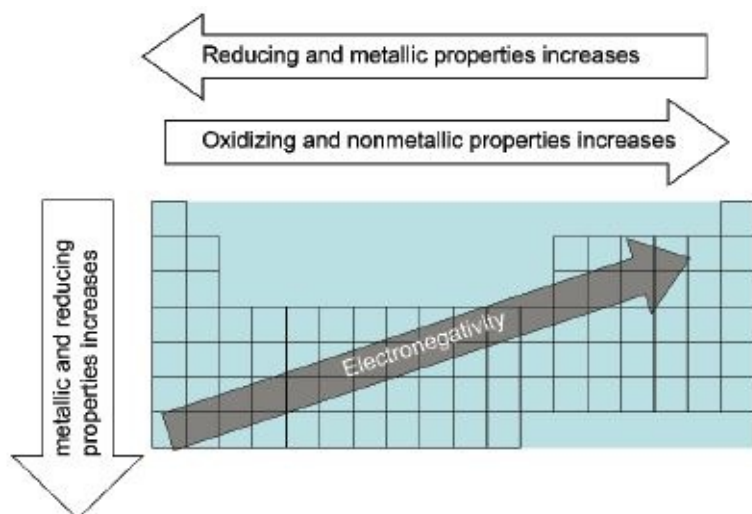 Reducing and metallic properties increases
Oxidizing and nonmetallic properties increases
metallic and reducing
properties increases
Electronegativity